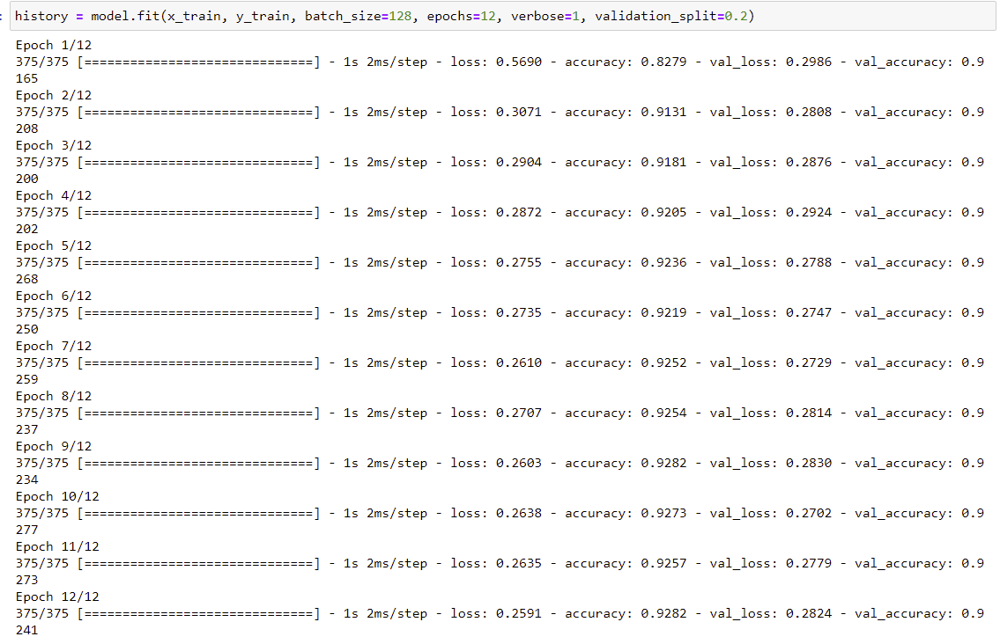 : history = model.fit(x_train, y_train, batch_size=128, epochs=12, verbose=1, validation_split=0.2)
Epoch 1/12
375/375 [==============================] - 1s 2ms/step - loss: 0.5690 - accuracy: 0.8279 - val_loss: 0.2986 - val_accuracy: 0.9
165
Epoch 2/12
375/375 [==============================] - 1s 2ms/step - loss: 0.3071 - accuracy: 0.9131 - val_loss: 0.2808 - val_accuracy: 0.9
208
Epoch 3/12
375/375 [==============================] - 1s 2ms/step - loss: 0.2904 - accuracy: 0.9181 - val_loss: 0.2876 - val_accuracy: 0.9
200
Epoch 4/12
375/375 [==============================] - 1s 2ms/step - loss: 0.2872 - accuracy: 0.9205 - val_loss: 0.2924 - val_accuracy: 0.9
202
Epoch 5/12
375/375 [==============================] - 1s 2ms/step - loss: 0.2755 - accuracy: 0.9236 - val_loss: 0.2788 - val_accuracy: 0.9
268
Epoch 6/12
375/375 [==============================] - 1s 2ms/step - loss: 0.2735 - accuracy: 0.9219 - val_loss: 0.2747 - val_accuracy: 0.9
250
Epoch 7/12
375/375 [==============================] - 1s 2ms/step - loss: 0.2610 - accuracy: 0.9252 - val_loss: 0.2729 - val_accuracy: 0.9
259
Epoch 8/12
375/375 [==============================] - 1s 2ms/step - loss: 0.2707 - accuracy: 0.9254 - val_loss: 0.2814 - val_accuracy: 0.9
237
Epoch 9/12
375/375 [==============================] - 1s 2ms/step - loss: 0.2603 - accuracy: 0.9282 - val_loss: 0.2830 - val_accuracy: 0.9
234
Epoch 10/12
375/375 [==============================] - 1s 2ms/step - loss: 0.2638 - accuracy: 0.9273 - val_loss: 0.2702 - val_accuracy: 0.9
277
Epoch 11/12
375/375 [==============================] - 1s 2ms/step - loss: 0.2635 - accuracy: 0.9257 - val_loss: 0.2779 - val_accuracy: 0.9
273
Epoch 12/12
375/375 [==============================] - 1s 2ms/step - loss: 0.2591 - accuracy: 0.9282 - val_loss: 0.2824 - val_accuracy: 0.9
241